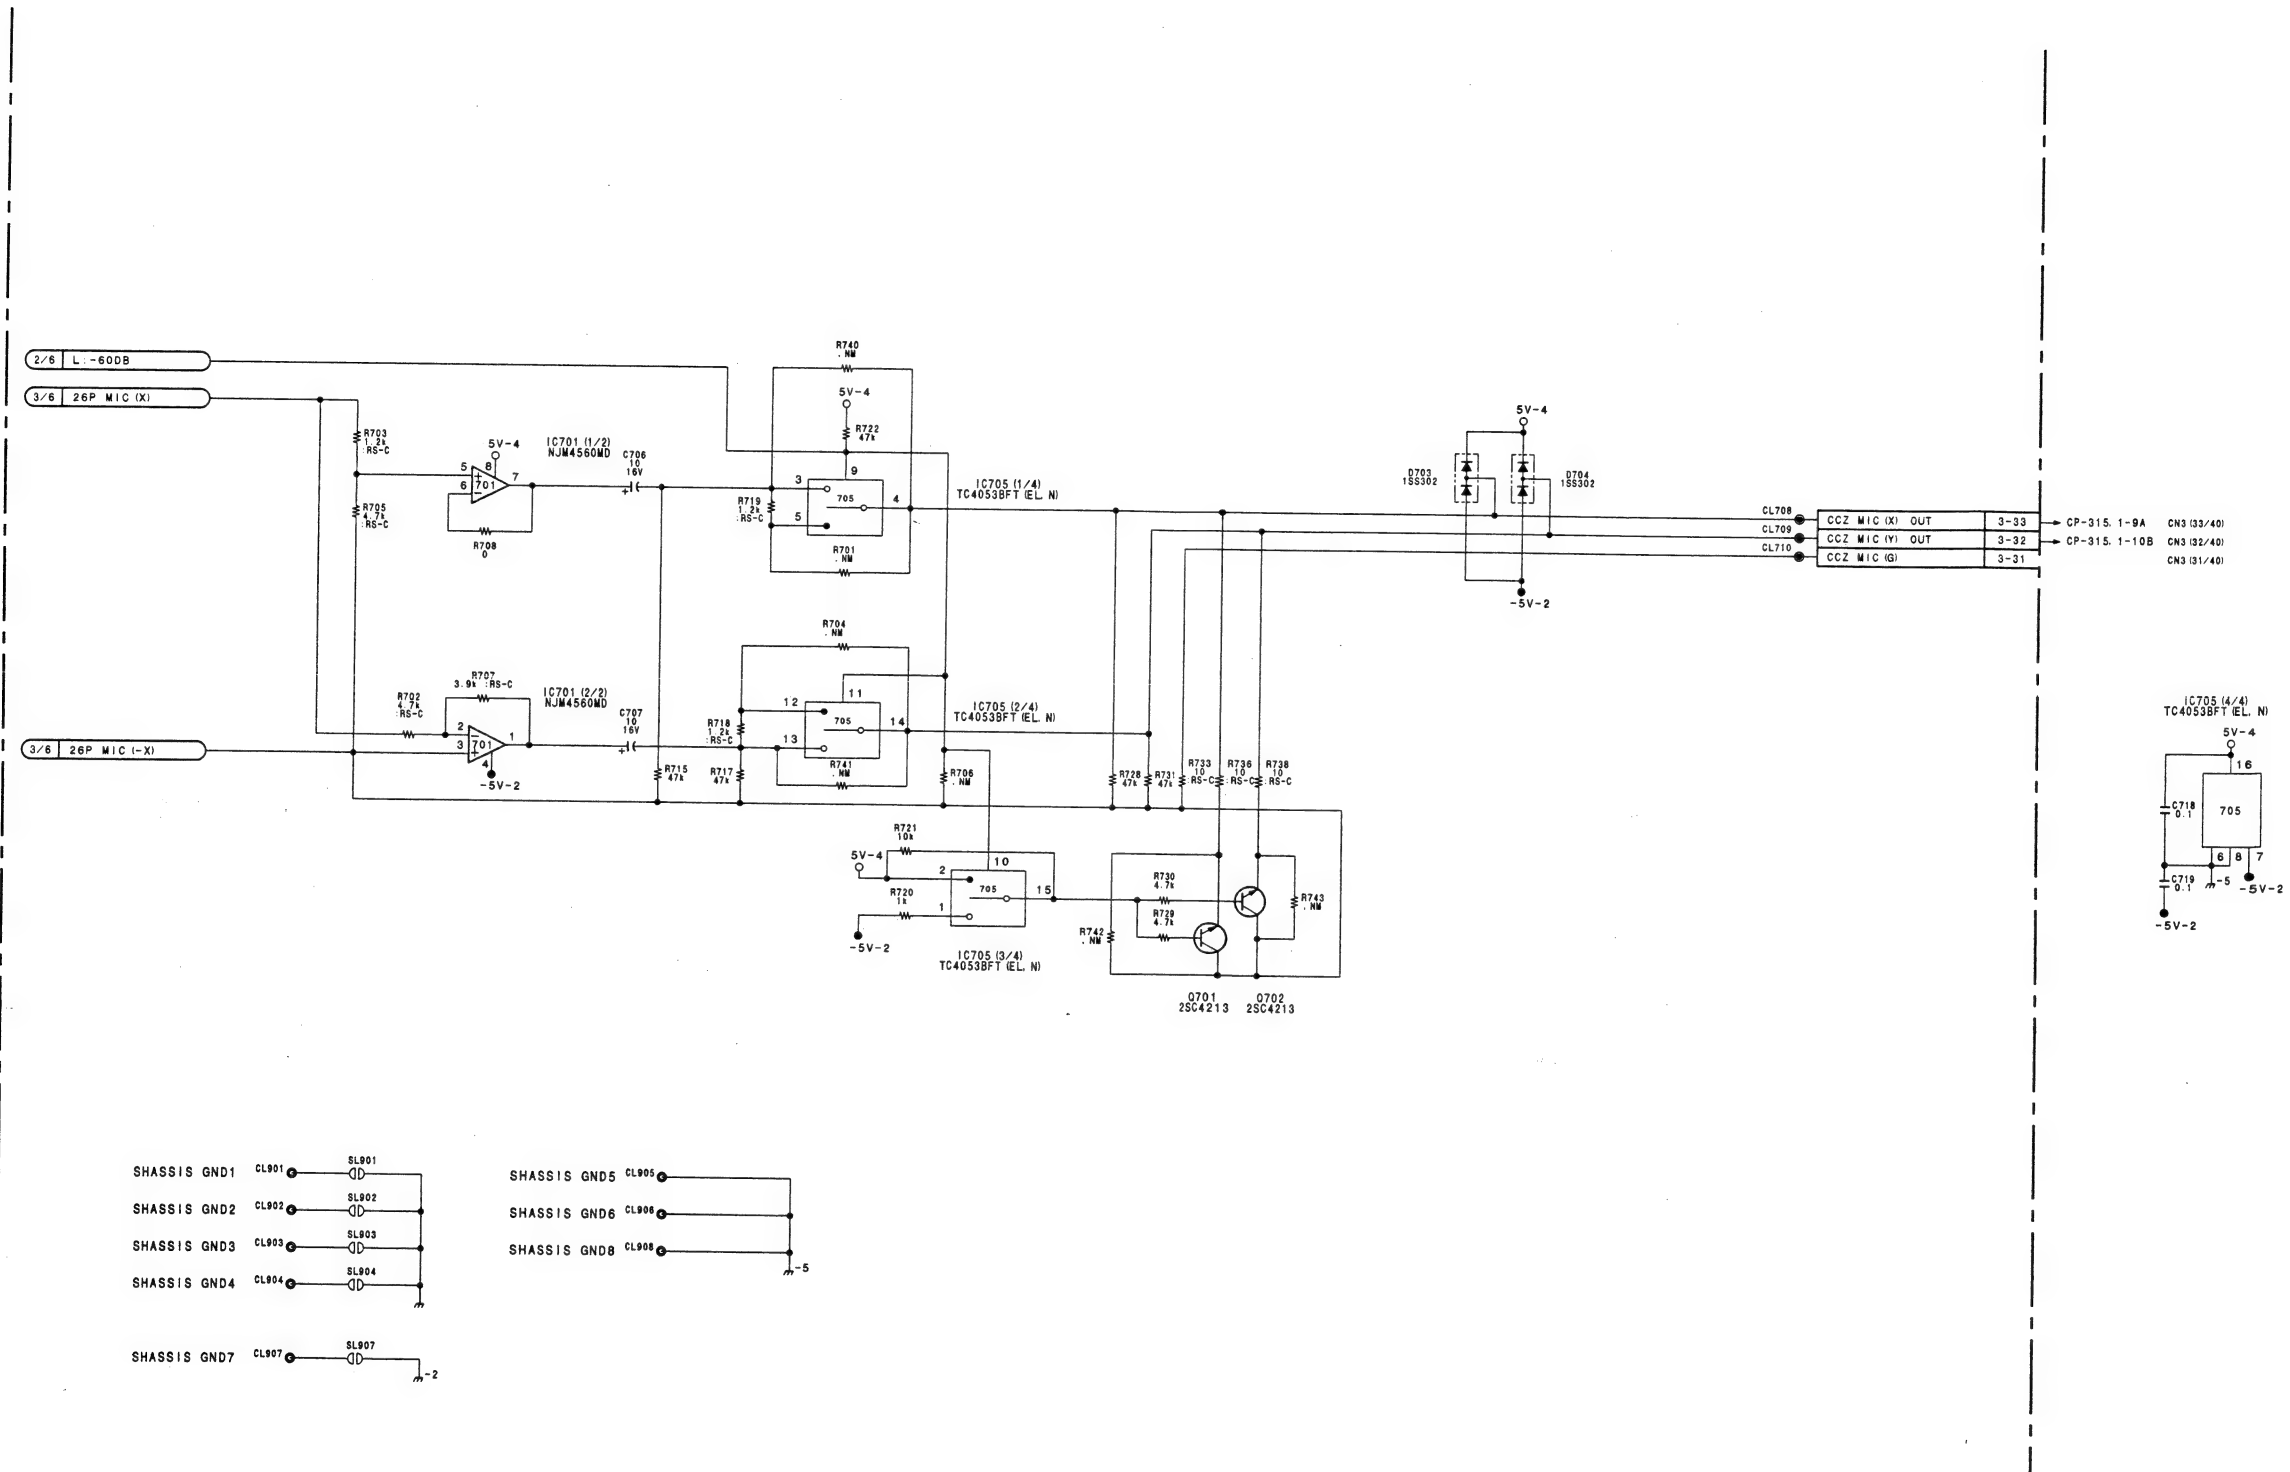 2/6 L:-60DB
3/6 26P MIC (X)
R703
1.2k
:RS-C
R705
4.7k
:RS-C
5V-4
IC701 (1/2)
NJM4560MD
5
6
8
7
701
R708
0
C706
10
16V
+
R740
.NM
5V-4
R722
47k
9
3
5
4
705
R719
1.2k
:RS-C
R701
.NM
IC705 (1/4)
TC4053BFT (EL. N)
5V-4
D703
1SS302
D704
1SS302
-5V-2
CL708
CCZ MIC (X) OUT 3-33 CP-315. 1-9A CN3 (33/40)
CL709
CCZ MIC (Y) OUT 3-32 CP-315. 1-10B CN3 (32/40)
CL710
CCZ MIC (G) 3-31 CN3 (31/40)
3/6 26P MIC (-X)
R702
4.7k
:RS-C
R707
3.9k :RS-C
IC701 (2/2)
NJM4560MD
2
3
4
1
701
-5V-2
C707
10
16V
+
R704
.NM
11
12
13
14
705
R718
1.2k
:RS-C
R741
.NM
IC705 (2/4)
TC4053BFT (EL. N)
R715
47k
R717
47k
R706
.NM
R728
47k
R731
47k
R733
10
:RS-C
R736
10
:RS-C
R738
10
:RS-C
R721
10k
5V-4
R720
1k
-5V-2
10
2
1
15
705
IC705 (3/4)
TC4053BFT (EL. N)
R730
4.7k
R729
4.7k
R742
.NM
R743
.NM
Q701
2SC4213
Q702
2SC4213
IC705 (4/4)
TC4053BFT (EL. N)
5V-4
16
705
6 8 7
C718
0.1
C719
0.1
-5
-5V-2
-5V-2
SHASSIS GND1 CL901 SL901
SHASSIS GND2 CL902 SL902
SHASSIS GND3 CL903 SL903
SHASSIS GND4 CL904 SL904
SHASSIS GND7 CL907 SL907
-2
SHASSIS GND5 CL905
SHASSIS GND6 CL906
SHASSIS GND8 CL908
-5